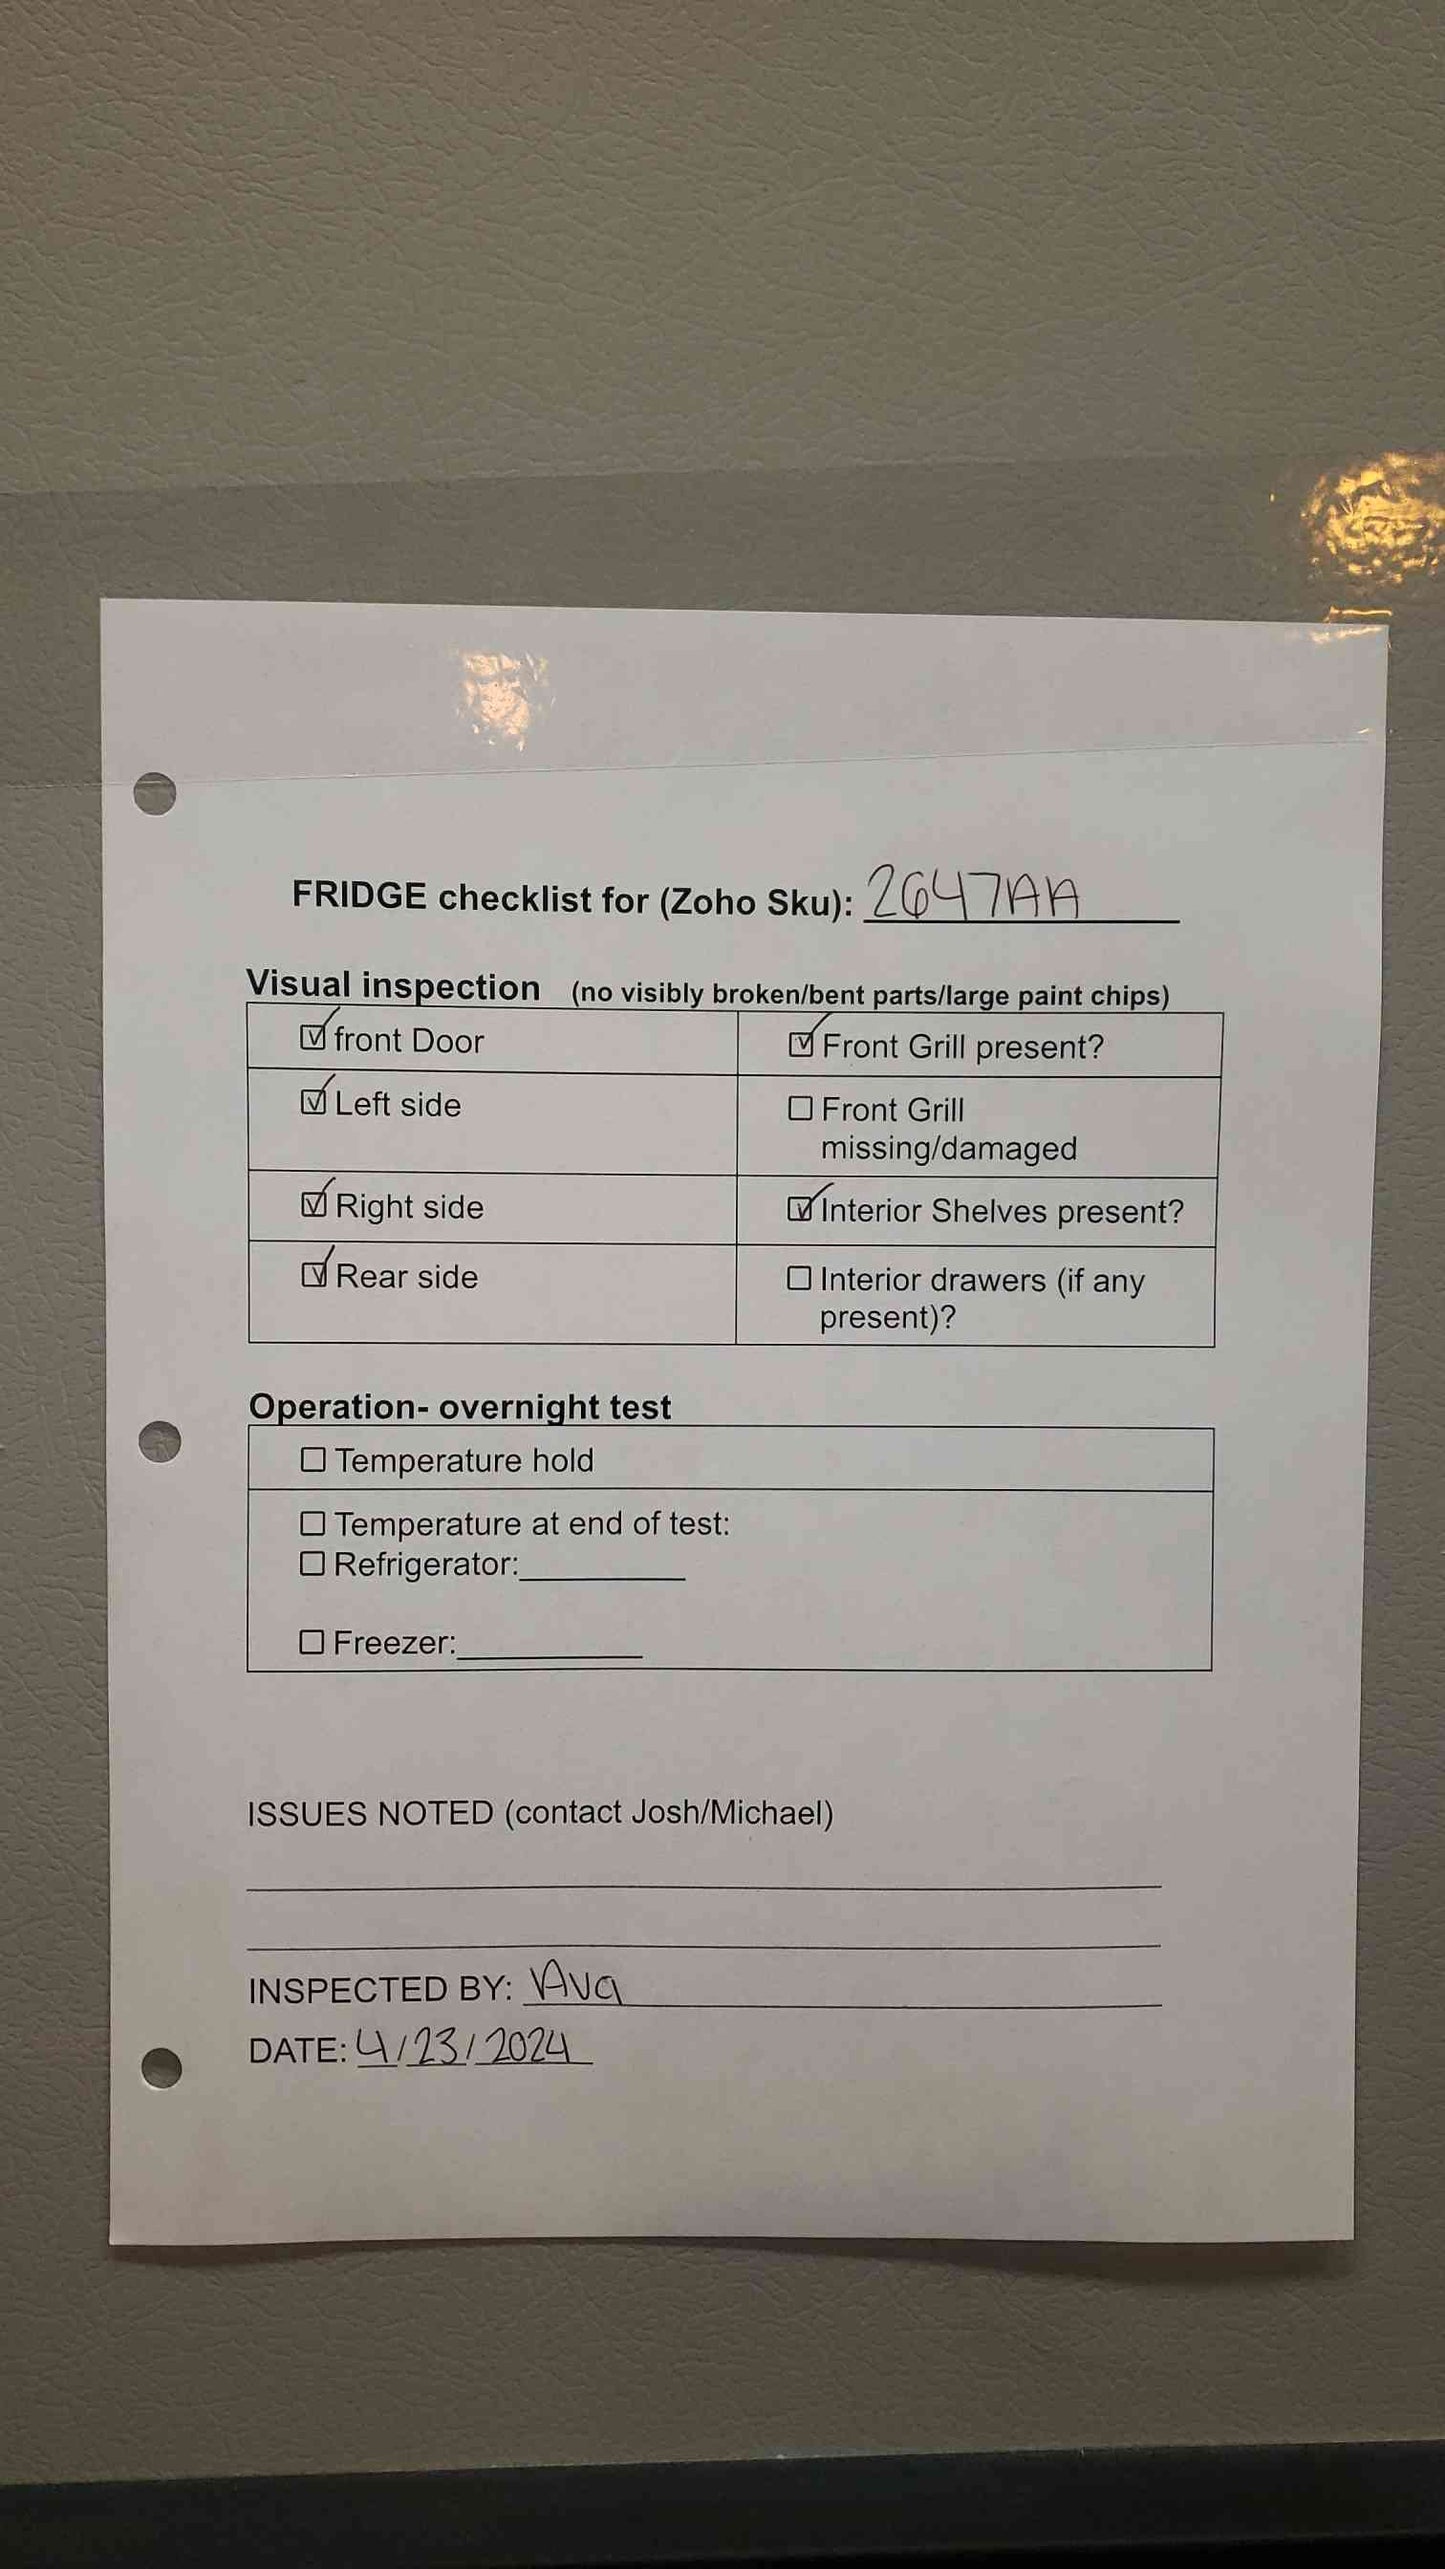 FRIDGE checklist for (Zoho Sku): 2647AA
Visual inspection (no visibly broken/bent parts/large paint chips)
☑ front Door
☑ Front Grill present?
☑ Left side
☐ Front Grill
missing/damaged
☑ Right side
☑ Interior Shelves present?
☑ Rear side
☐ Interior drawers (if any
present)?
Operation- overnight test
☐ Temperature hold
☐ Temperature at end of test:
☐ Refrigerator:
☐ Freezer:
ISSUES NOTED (contact Josh/Michael)
INSPECTED BY: Ava
DATE: 4/23/2024